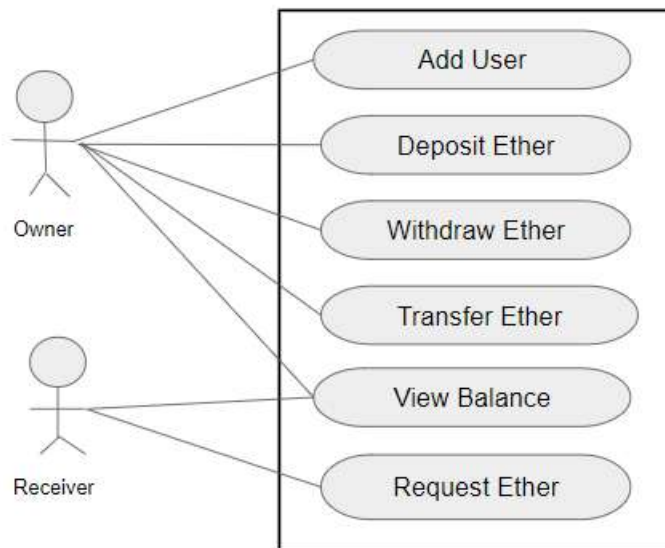 Add User
Deposit Ether
Owner
Withdraw Ether
Transfer Ether
View Balance
Receiver
Request Ether